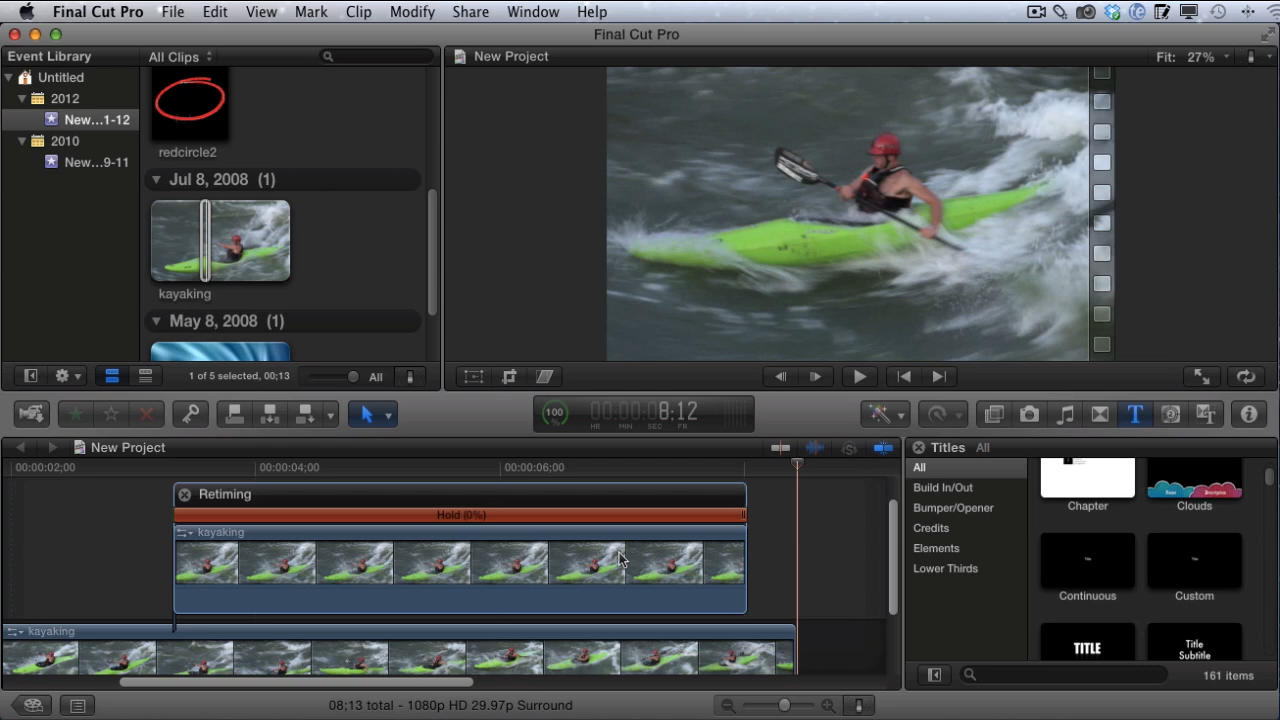 Final Cut Pro File Edit View Mark Clip Modify Share Window Help
Final Cut Pro
Event Library
All Clips
New Project
Fit: 27%
Untitled
2012
New...1-12
2010
New...9-11
redcircle2
Jul 8, 2008 (1)
kayaking
May 8, 2008 (1)
1 of 5 selected, 00;13
All
100
%
00:00:08:12
HR MIN SEC FR
New Project
Titles All
00:00:02;00
00:00:04;00
00:00:06;00
Retiming
Hold (0%)
kayaking
kayaking
All
Build In/Out
Bumper/Opener
Credits
Elements
Lower Thirds
Chapter
Clouds
Continuous
Custom
TITLE
Title
Subtitle
161 items
08;13 total - 1080p HD 29.97p Surround